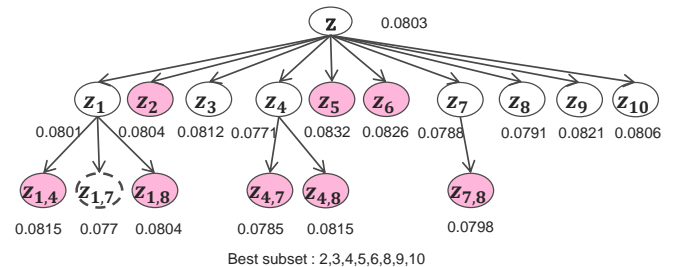 z 0.0803
z1 z2 z3 z4 z5 z6 z7 z8 z9 z10
0.0801 0.0804 0.0812 0.0771 0.0832 0.0826 0.0788 0.0791 0.0821 0.0806
z1,4 z1,7 z1,8 z4,7 z4,8 z7,8
0.0815 0.077 0.0804 0.0785 0.0815 0.0798
Best subset : 2,3,4,5,6,8,9,10